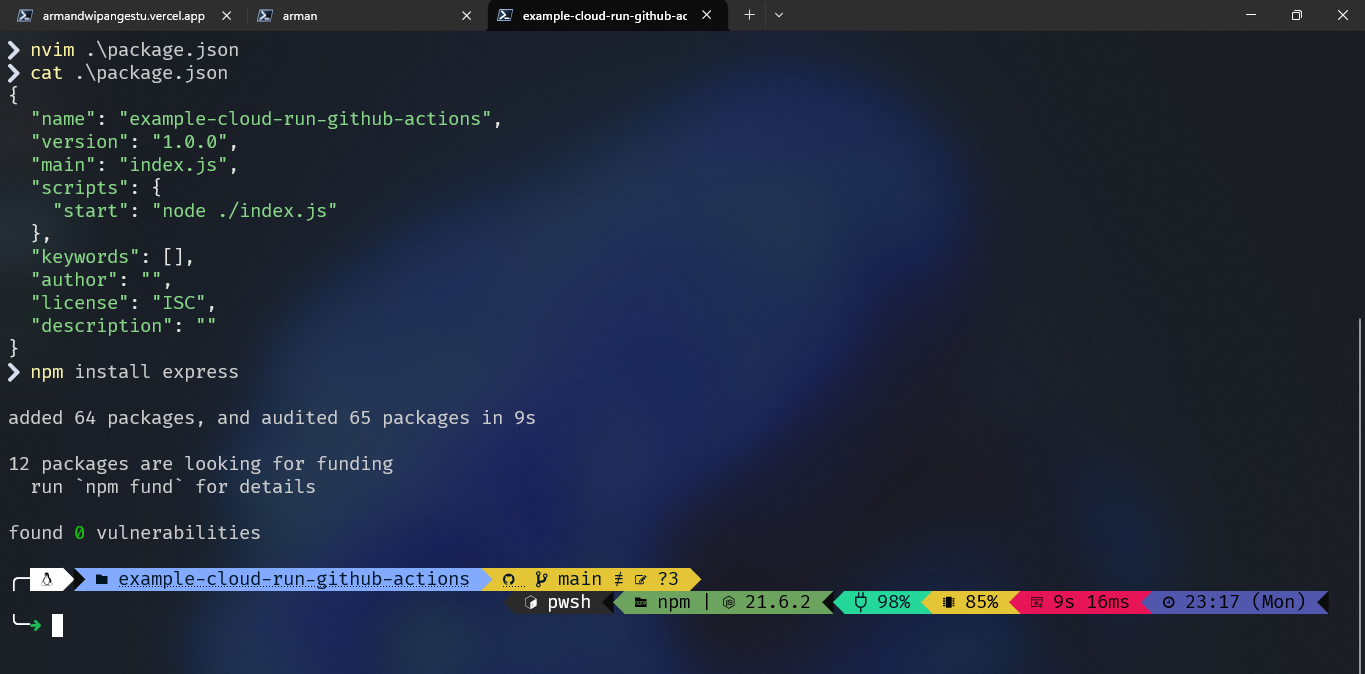 armandwipangestu.vercel.app
arman
example-cloud-run-github-ac
❯ nvim .\package.json
❯ cat .\package.json
{
  "name": "example-cloud-run-github-actions",
  "version": "1.0.0",
  "main": "index.js",
  "scripts": {
    "start": "node ./index.js"
  },
  "keywords": [],
  "author": "",
  "license": "ISC",
  "description": ""
}
❯ npm install express
added 64 packages, and audited 65 packages in 9s
12 packages are looking for funding
  run `npm fund` for details
found 0 vulnerabilities
example-cloud-run-github-actions main ≢ ?3
pwsh npm | 21.6.2 98% 85% 9s 16ms 23:17 (Mon)